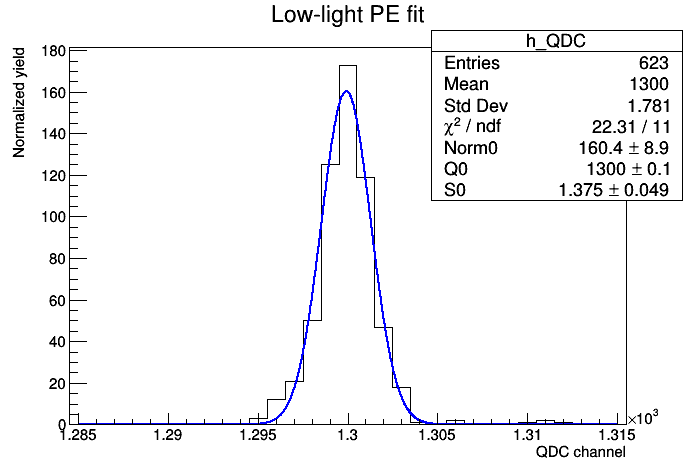 Low-light PE fit
h_QDC
Entries 623
Mean 1300
Std Dev 1.781
χ² / ndf 22.31 / 11
Norm0 160.4 ± 8.9
Q0 1300 ± 0.1
S0 1.375 ± 0.049
Normalized yield
180
160
140
120
100
80
60
40
20
0
1.285 1.29 1.295 1.3 1.305 1.31 1.315 ×10³
QDC channel